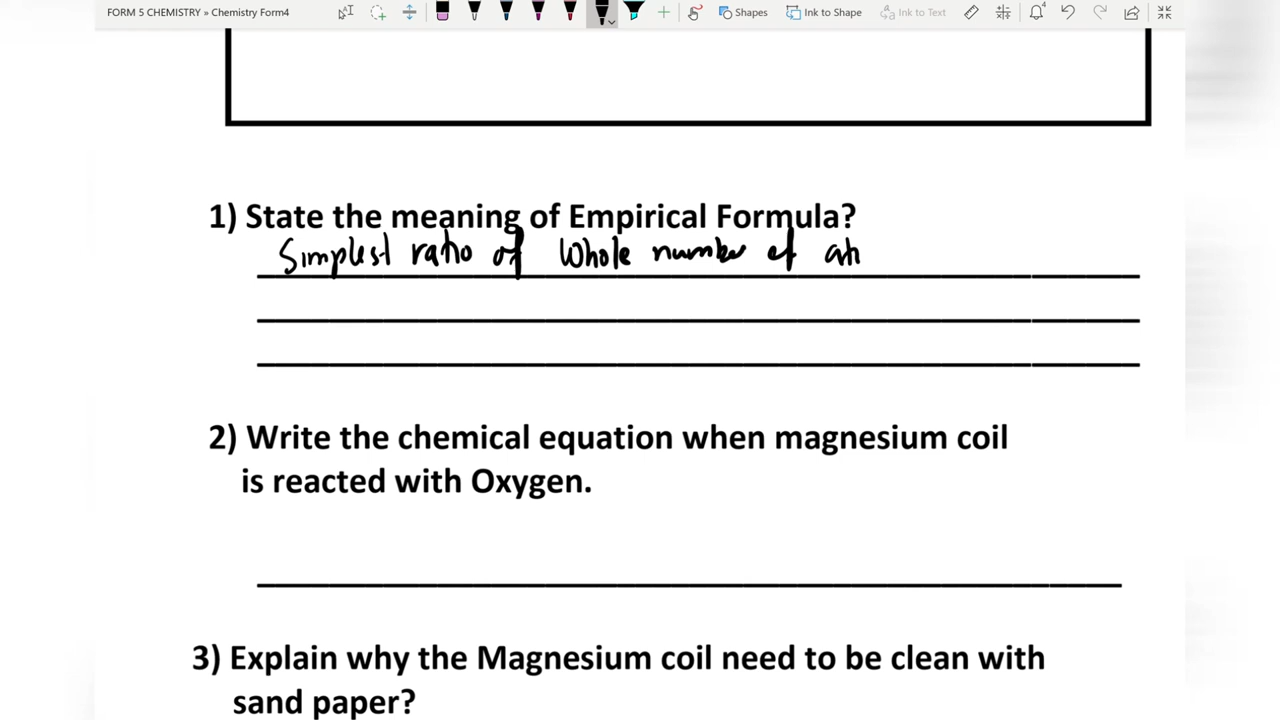 FORM 5 CHEMISTRY » Chemistry Form4
Shapes
Ink to Shape
Ink to Text
1) State the meaning of Empirical Formula?
Simplest ratio of whole number of
2) Write the chemical equation when magnesium coil
is reacted with Oxygen.
3) Explain why the Magnesium coil need to be clean with
sand paper?